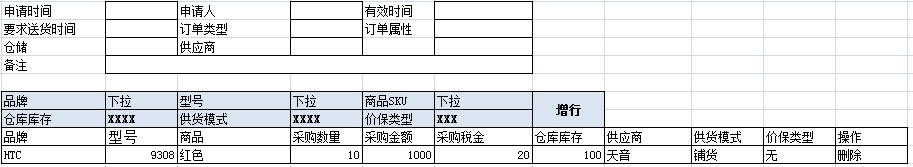 申请时间 申请人 有效时间
要求送货时间 订单类型 订单属性
仓储 供应商
备注
品牌 下拉 型号 下拉 商品SKU 下拉 增行
仓库库存 XXXX 供货模式 XXXX 价保类型 XXX
品牌 型号 商品 采购数量 采购金额 采购税金 仓库库存 供应商 供货模式 价保类型 操作
HTC 9308 红色 10 1000 20 100 天音 铺货 无 删除